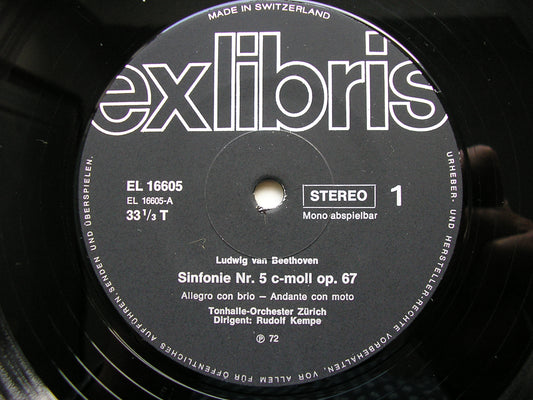 MADE IN SWITZERLAND
exlibris
EL 16605
EL 16605-A
33 1/3 T
STEREO 1
Mono abspielbar
Ludwig van Beethoven
Sinfonie Nr. 5 c-moll op. 67
Allegro con brio – Andante con moto
Tonhalle-Orchester Zürich
Dirigent: Rudolf Kempe
℗ 72
URHEBER- UND HERSTELLER-RECHTE VORBEHALTEN. VOR ALLEM FÜR ÖFFENTLICHES AUFFÜHREN SENDEN UND ÜBERSPIELEN.